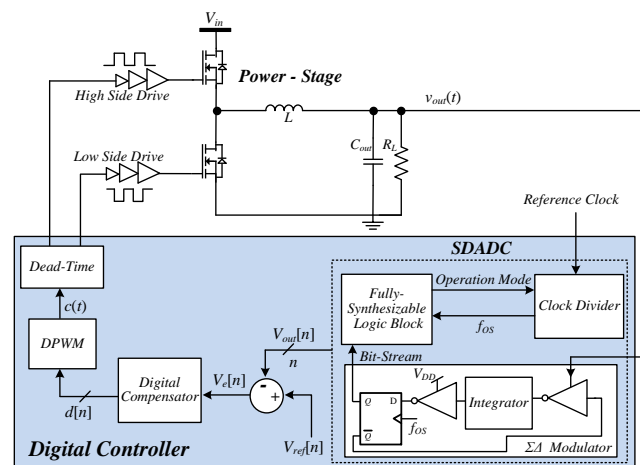 V_in
Power - Stage
High Side Drive
L
v_out(t)
C_out
R_L
Low Side Drive
Reference Clock
SDADC
Dead-Time
Operation Mode
Fully-
Synthesizable
Logic Block
Clock Divider
c(t)
f_OS
DPWM
V_out[n]
n
Bit-Stream
V_DD
Digital
Compensator
V_e[n]
-
+
Q
D
Integrator
d[n]
f_OS
Q̅
V_ref[n]
Digital Controller
ΣΔ Modulator